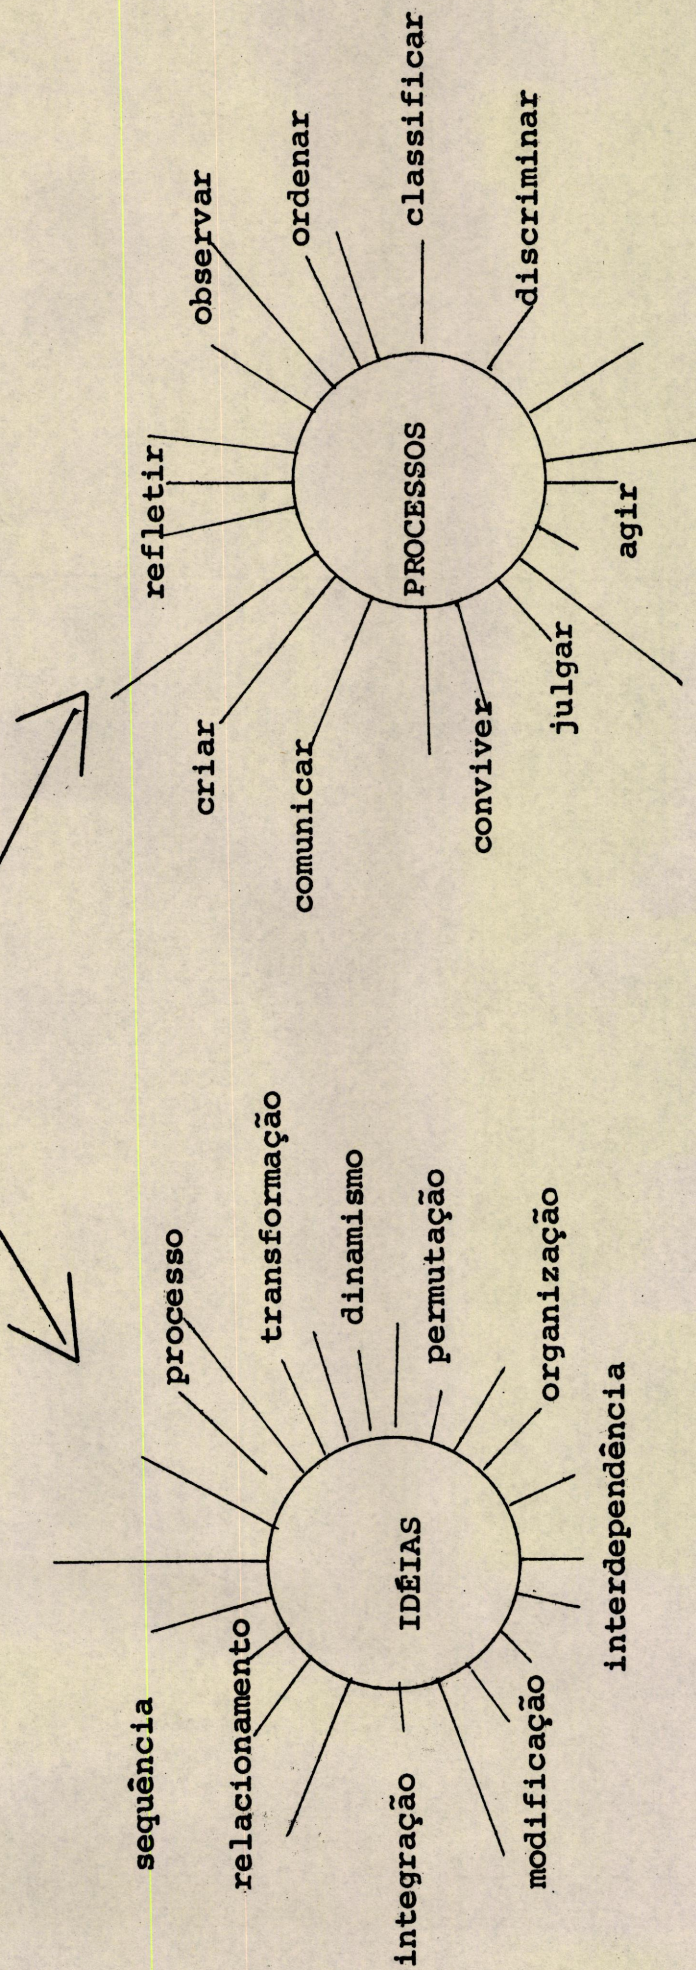 sequência
processo
relacionamento
transformação
dinamismo
integração
IDÉIAS
permutação
modificação
organização
interdependência
refletir
observar
criar
ordenar
comunicar
PROCESSOS
classificar
conviver
discriminar
julgar
agir